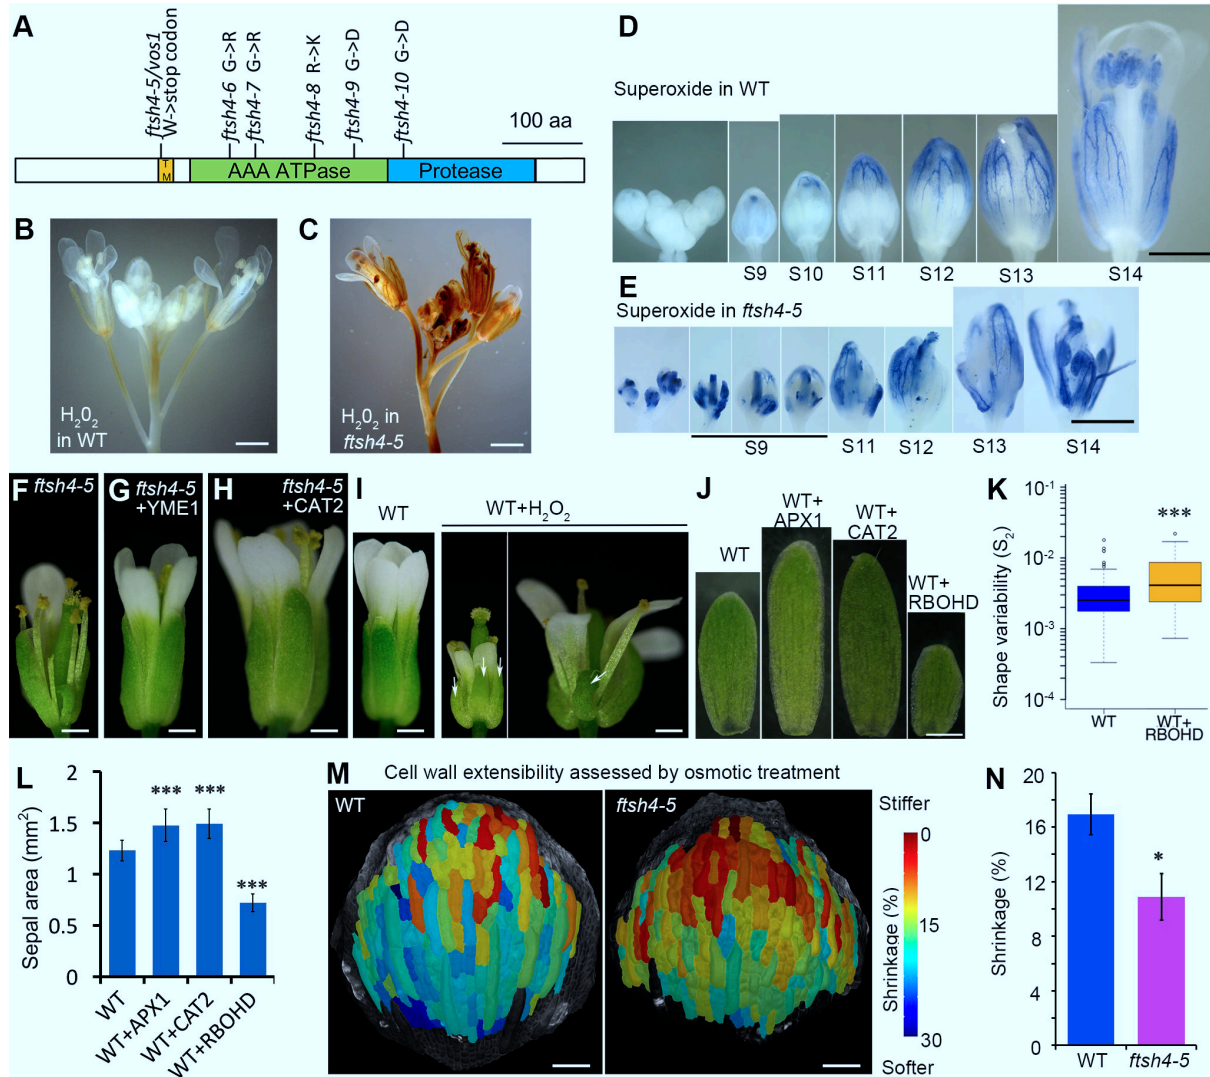 A
ftsh4-5/vos1
W->stop codon
ftsh4-6 G->R
ftsh4-7 G->R
ftsh4-8 R->K
ftsh4-9 G->D
ftsh4-10 G->D
100 aa
T
M
AAA ATPase
Protease
B
H₂0₂
in WT
C
H₂0₂ in
ftsh4-5
D
Superoxide in WT
S9
S10
S11
S12
S13
S14
E
Superoxide in ftsh4-5
S9
S11
S12
S13
S14
F
ftsh4-5
G
ftsh4-5
+YME1
H
ftsh4-5
+CAT2
I
WT
WT+H₂O₂
J
WT
WT+
APX1
WT+
CAT2
WT+
RBOHD
K
Shape variability (S₂)
10⁻¹
10⁻²
10⁻³
10⁻⁴
***
WT
WT+
RBOHD
L
Sepal area (mm²)
2
1.5
1
0.5
0
***
***
***
WT
WT+APX1
WT+CAT2
WT+RBOHD
M
Cell wall extensibility assessed by osmotic treatment
WT
ftsh4-5
Stiffer
0
15
30
Shrinkage (%)
Softer
N
Shrinkage (%)
20
16
12
8
4
0
*
WT
ftsh4-5